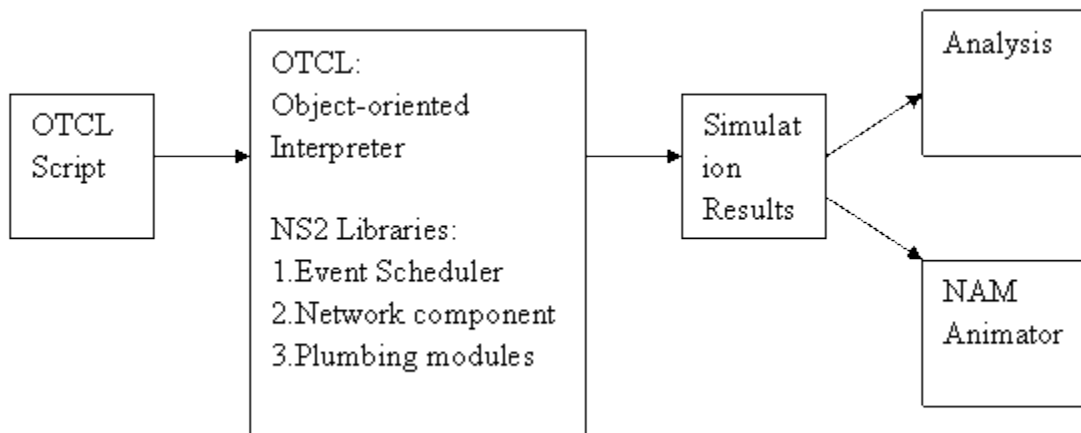 OTCL
Script
OTCL:
Object-oriented
Interpreter
NS2 Libraries:
1.Event Scheduler
2.Network component
3.Plumbing modules
Simulat
ion
Results
Analysis
NAM
Animator